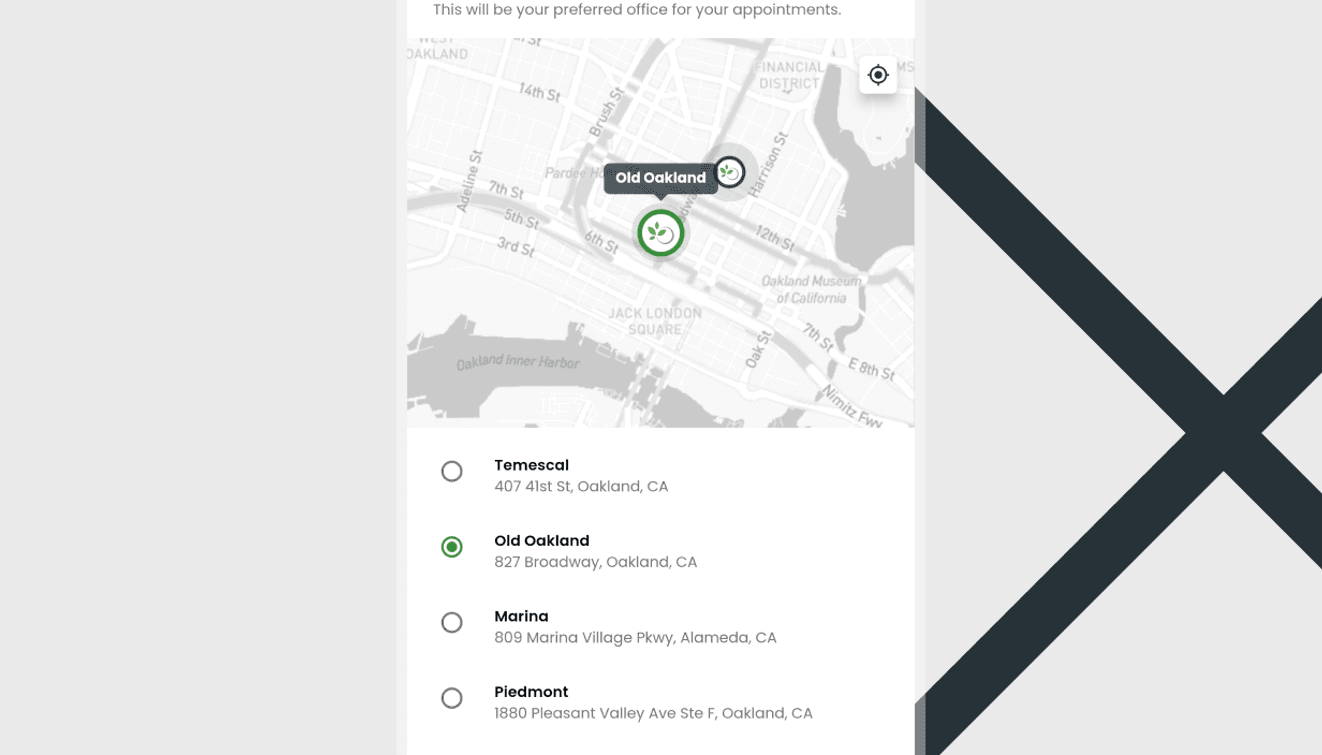 This will be your preferred office for your appointments.
WEST
OAKLAND
FINANCIAL
DISTRICT
14th St
Brush St
Harrison St
Adeline St
Old Oakland
7th St
5th St
3rd St
6th St
12th St
Oakland Museum
of California
JACK LONDON
SQUARE
Oak St
7th St
E 8th St
Oakland Inner Harbor
Nimitz Fwy
Temescal
407 41st St, Oakland, CA
Old Oakland
827 Broadway, Oakland, CA
Marina
809 Marina Village Pkwy, Alameda, CA
Piedmont
1880 Pleasant Valley Ave Ste F, Oakland, CA